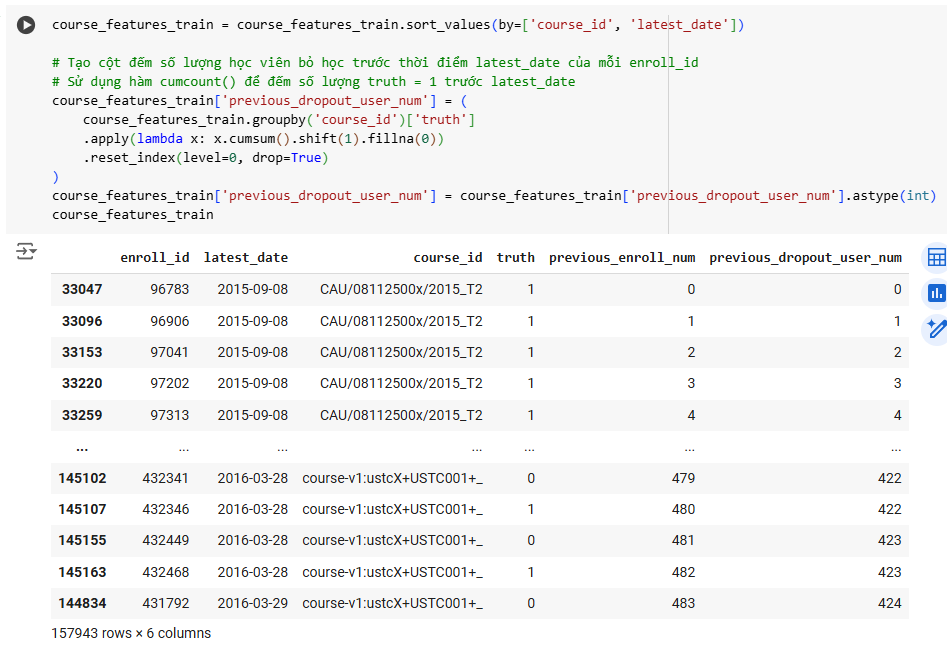 course_features_train = course_features_train.sort_values(by=['course_id', 'latest_date'])
# Tạo cột đếm số lượng học viên bỏ học trước thời điểm latest_date của mỗi enroll_id
# Sử dụng hàm cumcount() để đếm số lượng truth = 1 trước latest_date
course_features_train['previous_dropout_user_num'] = (
    course_features_train.groupby('course_id')['truth']
    .apply(lambda x: x.cumsum().shift(1).fillna(0))
    .reset_index(level=0, drop=True)
)
course_features_train['previous_dropout_user_num'] = course_features_train['previous_dropout_user_num'].astype(int)
course_features_train
enroll_id latest_date course_id truth previous_enroll_num previous_dropout_user_num
33047 96783 2015-09-08 CAU/08112500x/2015_T2 1 0 0
33096 96906 2015-09-08 CAU/08112500x/2015_T2 1 1 1
33153 97041 2015-09-08 CAU/08112500x/2015_T2 1 2 2
33220 97202 2015-09-08 CAU/08112500x/2015_T2 1 3 3
33259 97313 2015-09-08 CAU/08112500x/2015_T2 1 4 4
... ... ... ... ... ... ...
145102 432341 2016-03-28 course-v1:ustcX+USTC001+_ 0 479 422
145107 432346 2016-03-28 course-v1:ustcX+USTC001+_ 1 480 422
145155 432449 2016-03-28 course-v1:ustcX+USTC001+_ 0 481 423
145163 432468 2016-03-28 course-v1:ustcX+USTC001+_ 1 482 423
144834 431792 2016-03-29 course-v1:ustcX+USTC001+_ 0 483 424
157943 rows × 6 columns